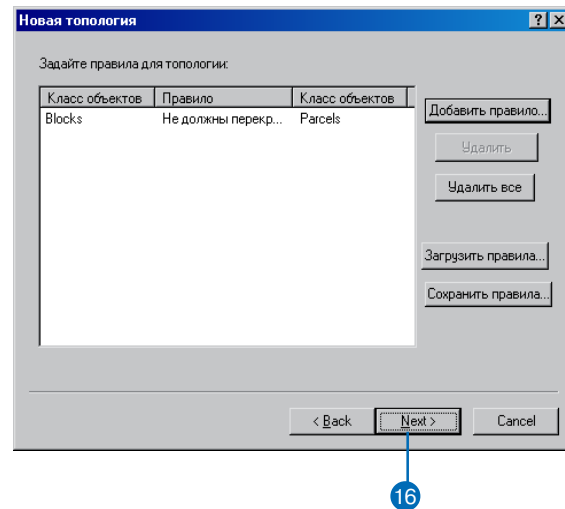 Новая топология
Задайте правила для топологии:
Класс объектов Правило Класс объектов
Blocks Не должны перекр... Parcels
Добавить правило...
Удалить
Удалить все
Загрузить правила...
Сохранить правила...
< Back Next > Cancel
16